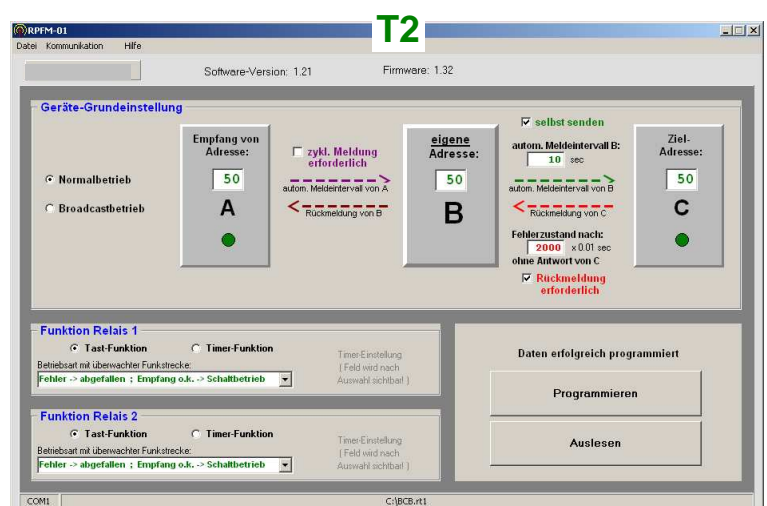 T2
RPFM-01
Datei Kommunikation Hilfe
Software-Version: 1.21 Firmware: 1.32
Geräte-Grundeinstellung
Normalbetrieb
Broadcastbetrieb
Empfang von
Adresse:
50
A
zykl. Meldung
erforderlich
autom. Meldeintervall von A
Rückmeldung von B
eigene
Adresse:
50
B
selbst senden
autom. Meldeintervall B:
10 sec
autom. Meldeintervall von B
Rückmeldung von C
Fehlerzustand nach:
2000 x 0.01 sec
ohne Antwort von C
Rückmeldung
erforderlich
Ziel-
Adresse:
50
C
Funktion Relais 1
Tast-Funktion Timer-Funktion
Betriebsart mit überwachter Funkstrecke:
Fehler -> abgefallen ; Empfang o.k. -> Schaltbetrieb
Timer-Einstellung
( Feld wird nach
Auswahl sichtbar! )
Funktion Relais 2
Tast-Funktion Timer-Funktion
Betriebsart mit überwachter Funkstrecke:
Fehler -> abgefallen ; Empfang o.k. -> Schaltbetrieb
Timer-Einstellung
( Feld wird nach
Auswahl sichtbar! )
Daten erfolgreich programmiert
Programmieren
Auslesen
COM1 C:\BCB.rt1